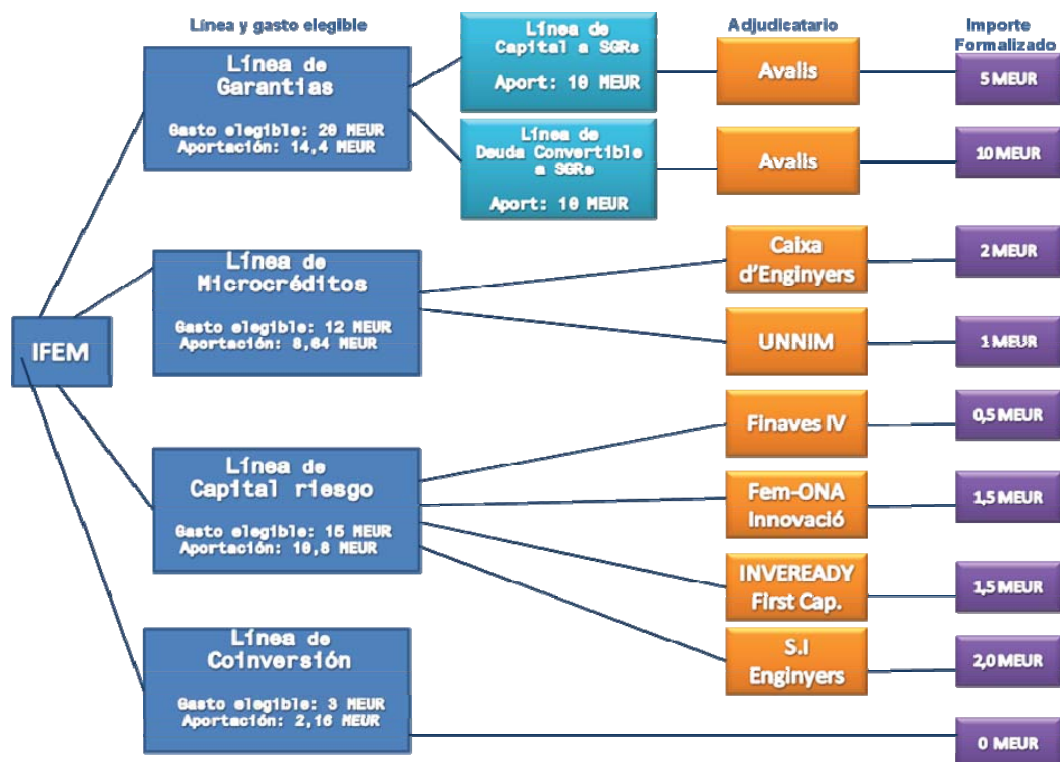 Línea y gasto elegible
Adjudicatario
Importe
Formalizado
IFEM
Línea de
Garantias
Gasto elegible: 20 MEUR
Aportación: 14,4 MEUR
Línea de
Capital a SGRs
Aport: 10 MEUR
Avalis
5 MEUR
Línea de
Deuda Convertible
a SGRs
Aport: 10 MEUR
Avalis
10 MEUR
Línea de
Microcréditos
Gasto elegible: 12 MEUR
Aportación: 8,64 MEUR
Caixa
d'Enginyers
2 MEUR
UNNIM
1 MEUR
Línea de
Capital riesgo
Gasto elegible: 15 MEUR
Aportación: 10,8 MEUR
Finaves IV
0,5 MEUR
Fem-ONA
Innovació
1,5 MEUR
INVEREADY
First Cap.
1,5 MEUR
S.I
Enginyers
2,0 MEUR
Línea de
Coinversión
Gasto elegible: 3 MEUR
Aportación: 2,16 MEUR
0 MEUR